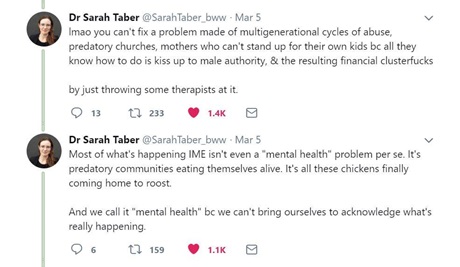 Dr Sarah Taber @SarahTaber_bww · Mar 5
lmao you can't fix a problem made of multigenerational cycles of abuse,
predatory churches, mothers who can't stand up for their own kids bc all they
know how to do is kiss up to male authority, & the resulting financial clusterfucks
by just throwing some therapists at it.
13 233 1.4K
Dr Sarah Taber @SarahTaber_bww · Mar 5
Most of what's happening IME isn't even a "mental health" problem per se. It's
predatory communities eating themselves alive. It's all these chickens finally
coming home to roost.
And we call it "mental health" bc we can't bring ourselves to acknowledge what's
really happening.
6 159 1.1K